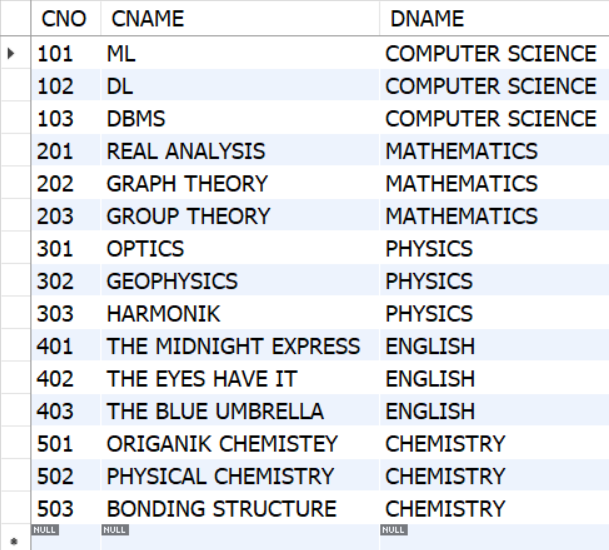 CNO CNAME DNAME
101 ML COMPUTER SCIENCE
102 DL COMPUTER SCIENCE
103 DBMS COMPUTER SCIENCE
201 REAL ANALYSIS MATHEMATICS
202 GRAPH THEORY MATHEMATICS
203 GROUP THEORY MATHEMATICS
301 OPTICS PHYSICS
302 GEOPHYSICS PHYSICS
303 HARMONIK PHYSICS
401 THE MIDNIGHT EXPRESS ENGLISH
402 THE EYES HAVE IT ENGLISH
403 THE BLUE UMBRELLA ENGLISH
501 ORIGANIK CHEMISTEY CHEMISTRY
502 PHYSICAL CHEMISTRY CHEMISTRY
503 BONDING STRUCTURE CHEMISTRY
NULL NULL NULL